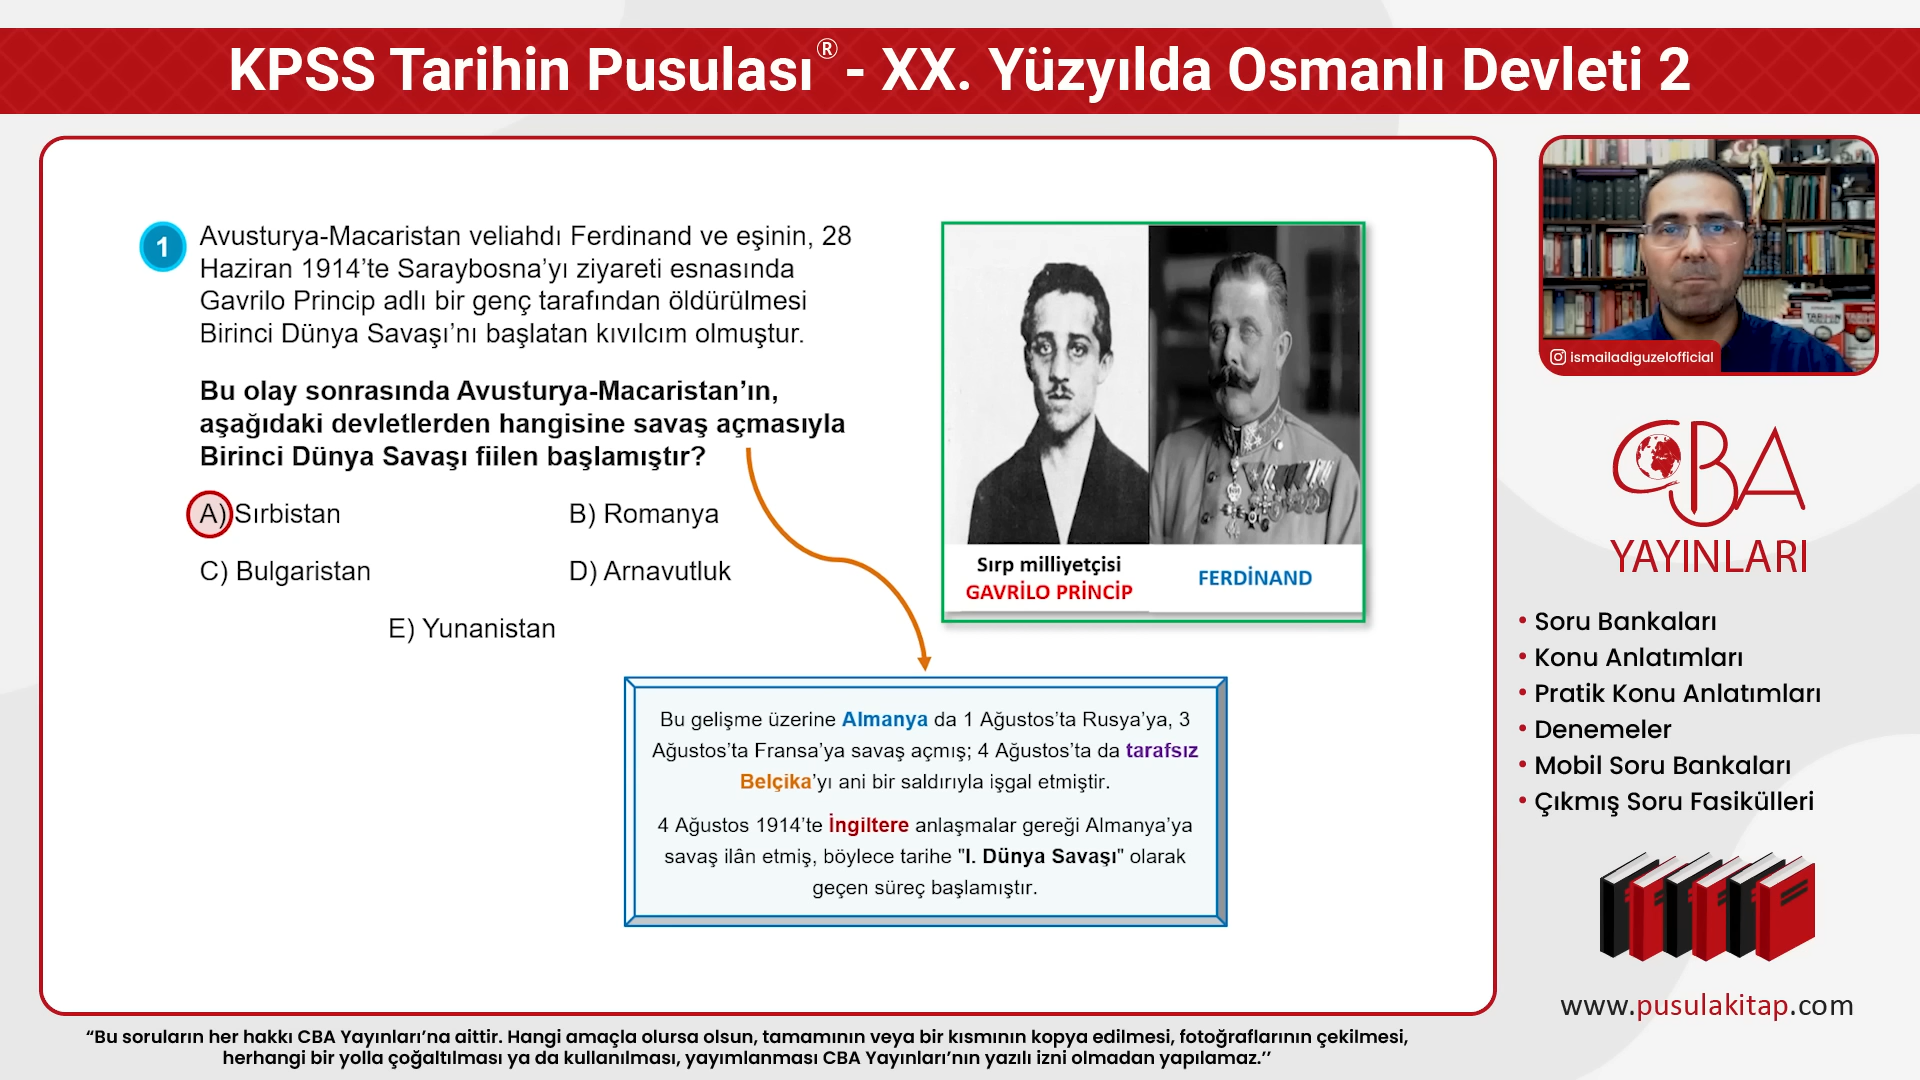 KPSS Tarihin Pusulası® - XX. Yüzyılda Osmanlı Devleti 2
1
Avusturya-Macaristan veliahdı Ferdinand ve eşinin, 28
Haziran 1914’te Saraybosna’yı ziyareti esnasında
Gavrilo Princip adlı bir genç tarafından öldürülmesi
Birinci Dünya Savaşı’nı başlatan kıvılcım olmuştur.
Bu olay sonrasında Avusturya-Macaristan’ın,
aşağıdaki devletlerden hangisine savaş açmasıyla
Birinci Dünya Savaşı fiilen başlamıştır?
A) Sırbistan
B) Romanya
C) Bulgaristan
D) Arnavutluk
E) Yunanistan
Sırp milliyetçisi
GAVRİLO PRİNCİP
FERDİNAND
Bu gelişme üzerine Almanya da 1 Ağustos’ta Rusya’ya, 3
Ağustos’ta Fransa’ya savaş açmış; 4 Ağustos’ta da tarafsız
Belçika’yı ani bir saldırıyla işgal etmiştir.
4 Ağustos 1914’te İngiltere anlaşmalar gereği Almanya’ya
savaş ilân etmiş, böylece tarihe "I. Dünya Savaşı" olarak
geçen süreç başlamıştır.
ismailadiguzelofficial
CBA
YAYINLARI
• Soru Bankaları
• Konu Anlatımları
• Pratik Konu Anlatımları
• Denemeler
• Mobil Soru Bankaları
• Çıkmış Soru Fasikülleri
www.pusulakitap.com
“Bu soruların her hakkı CBA Yayınları’na aittir. Hangi amaçla olursa olsun, tamamının veya bir kısmının kopya edilmesi, fotoğraflarının çekilmesi,
herhangi bir yolla çoğaltılması ya da kullanılması, yayımlanması CBA Yayınları’nın yazılı izni olmadan yapılamaz.’’